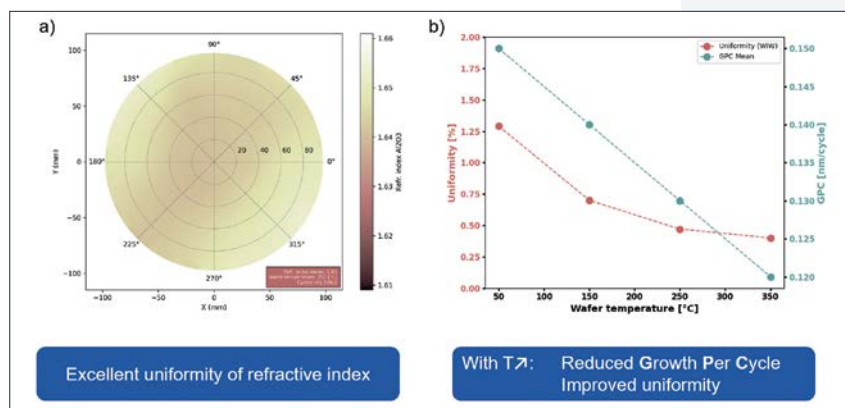 a)
100
50
0
−50
−100
Y (mm)
90°
135°
45°
180°
0°
20 40 60 80
225°
315°
270°
−100 −50 0 50 100
X (mm)
1.66
1.65
1.64
1.63
1.62
1.61
Refr. index Al2O3
Excellent uniformity of refractive index
b)
2.00
1.75
1.50
1.25
1.00
0.75
0.50
0.25
0.00
Uniformity [%]
Uniformity (WIW)
GPC Mean
0.150
0.145
0.140
0.135
0.130
0.125
0.120
GPC [nm/cycle]
50 100 150 200 250 300 350
Wafer temperature [°C]
With T↗: Reduced Growth Per Cycle
Improved uniformity